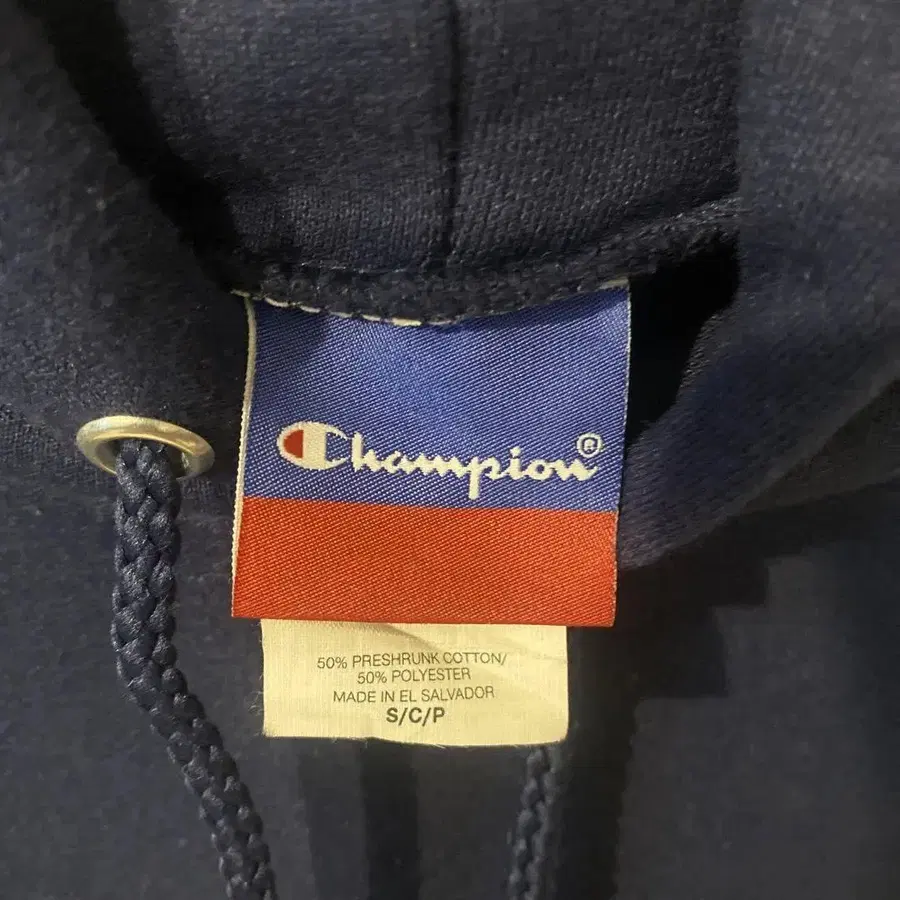 Champion®
50% PRESHRUNK COTTON/
50% POLYESTER
MADE IN EL SALVADOR
S/C/P